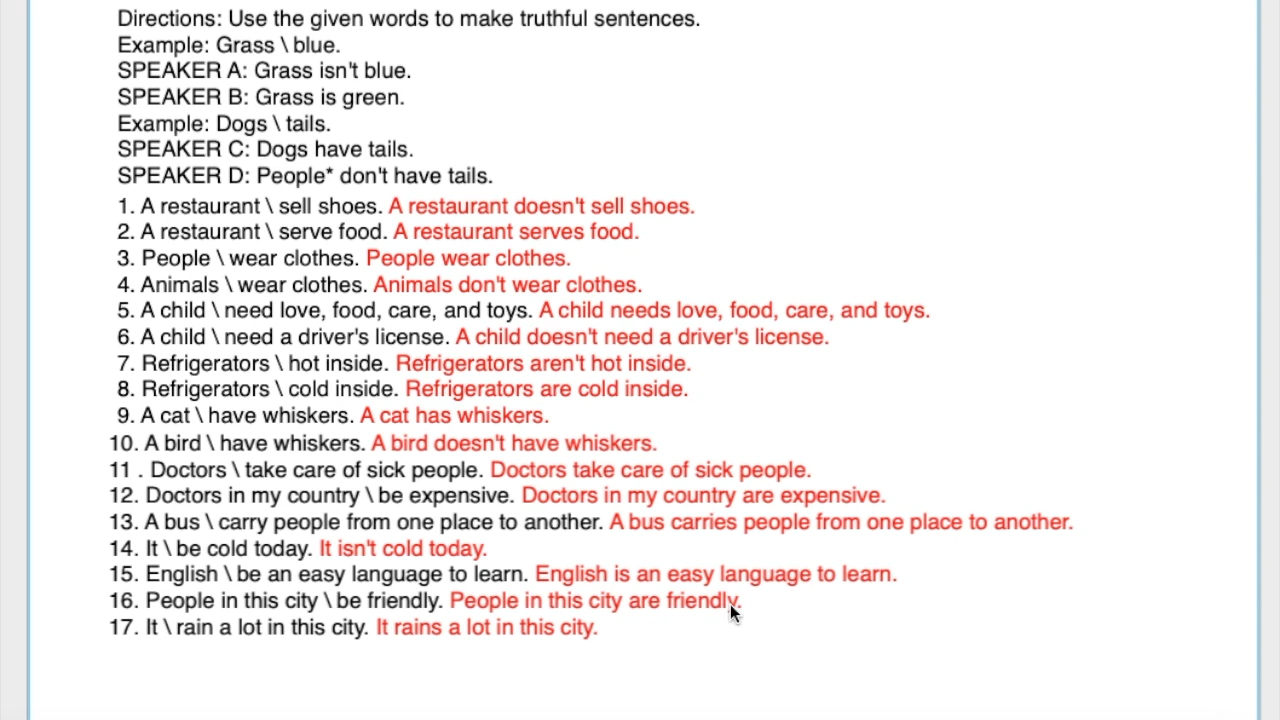 Directions: Use the given words to make truthful sentences.
Example: Grass \ blue.
SPEAKER A: Grass isn't blue.
SPEAKER B: Grass is green.
Example: Dogs \ tails.
SPEAKER C: Dogs have tails.
SPEAKER D: People* don't have tails.
1. A restaurant \ sell shoes. A restaurant doesn't sell shoes.
2. A restaurant \ serve food. A restaurant serves food.
3. People \ wear clothes. People wear clothes.
4. Animals \ wear clothes. Animals don't wear clothes.
5. A child \ need love, food, care, and toys. A child needs love, food, care, and toys.
6. A child \ need a driver's license. A child doesn't need a driver's license.
7. Refrigerators \ hot inside. Refrigerators aren't hot inside.
8. Refrigerators \ cold inside. Refrigerators are cold inside.
9. A cat \ have whiskers. A cat has whiskers.
10. A bird \ have whiskers. A bird doesn't have whiskers.
11 . Doctors \ take care of sick people. Doctors take care of sick people.
12. Doctors in my country \ be expensive. Doctors in my country are expensive.
13. A bus \ carry people from one place to another. A bus carries people from one place to another.
14. It \ be cold today. It isn't cold today.
15. English \ be an easy language to learn. English is an easy language to learn.
16. People in this city \ be friendly. People in this city are friendly.
17. It \ rain a lot in this city. It rains a lot in this city.